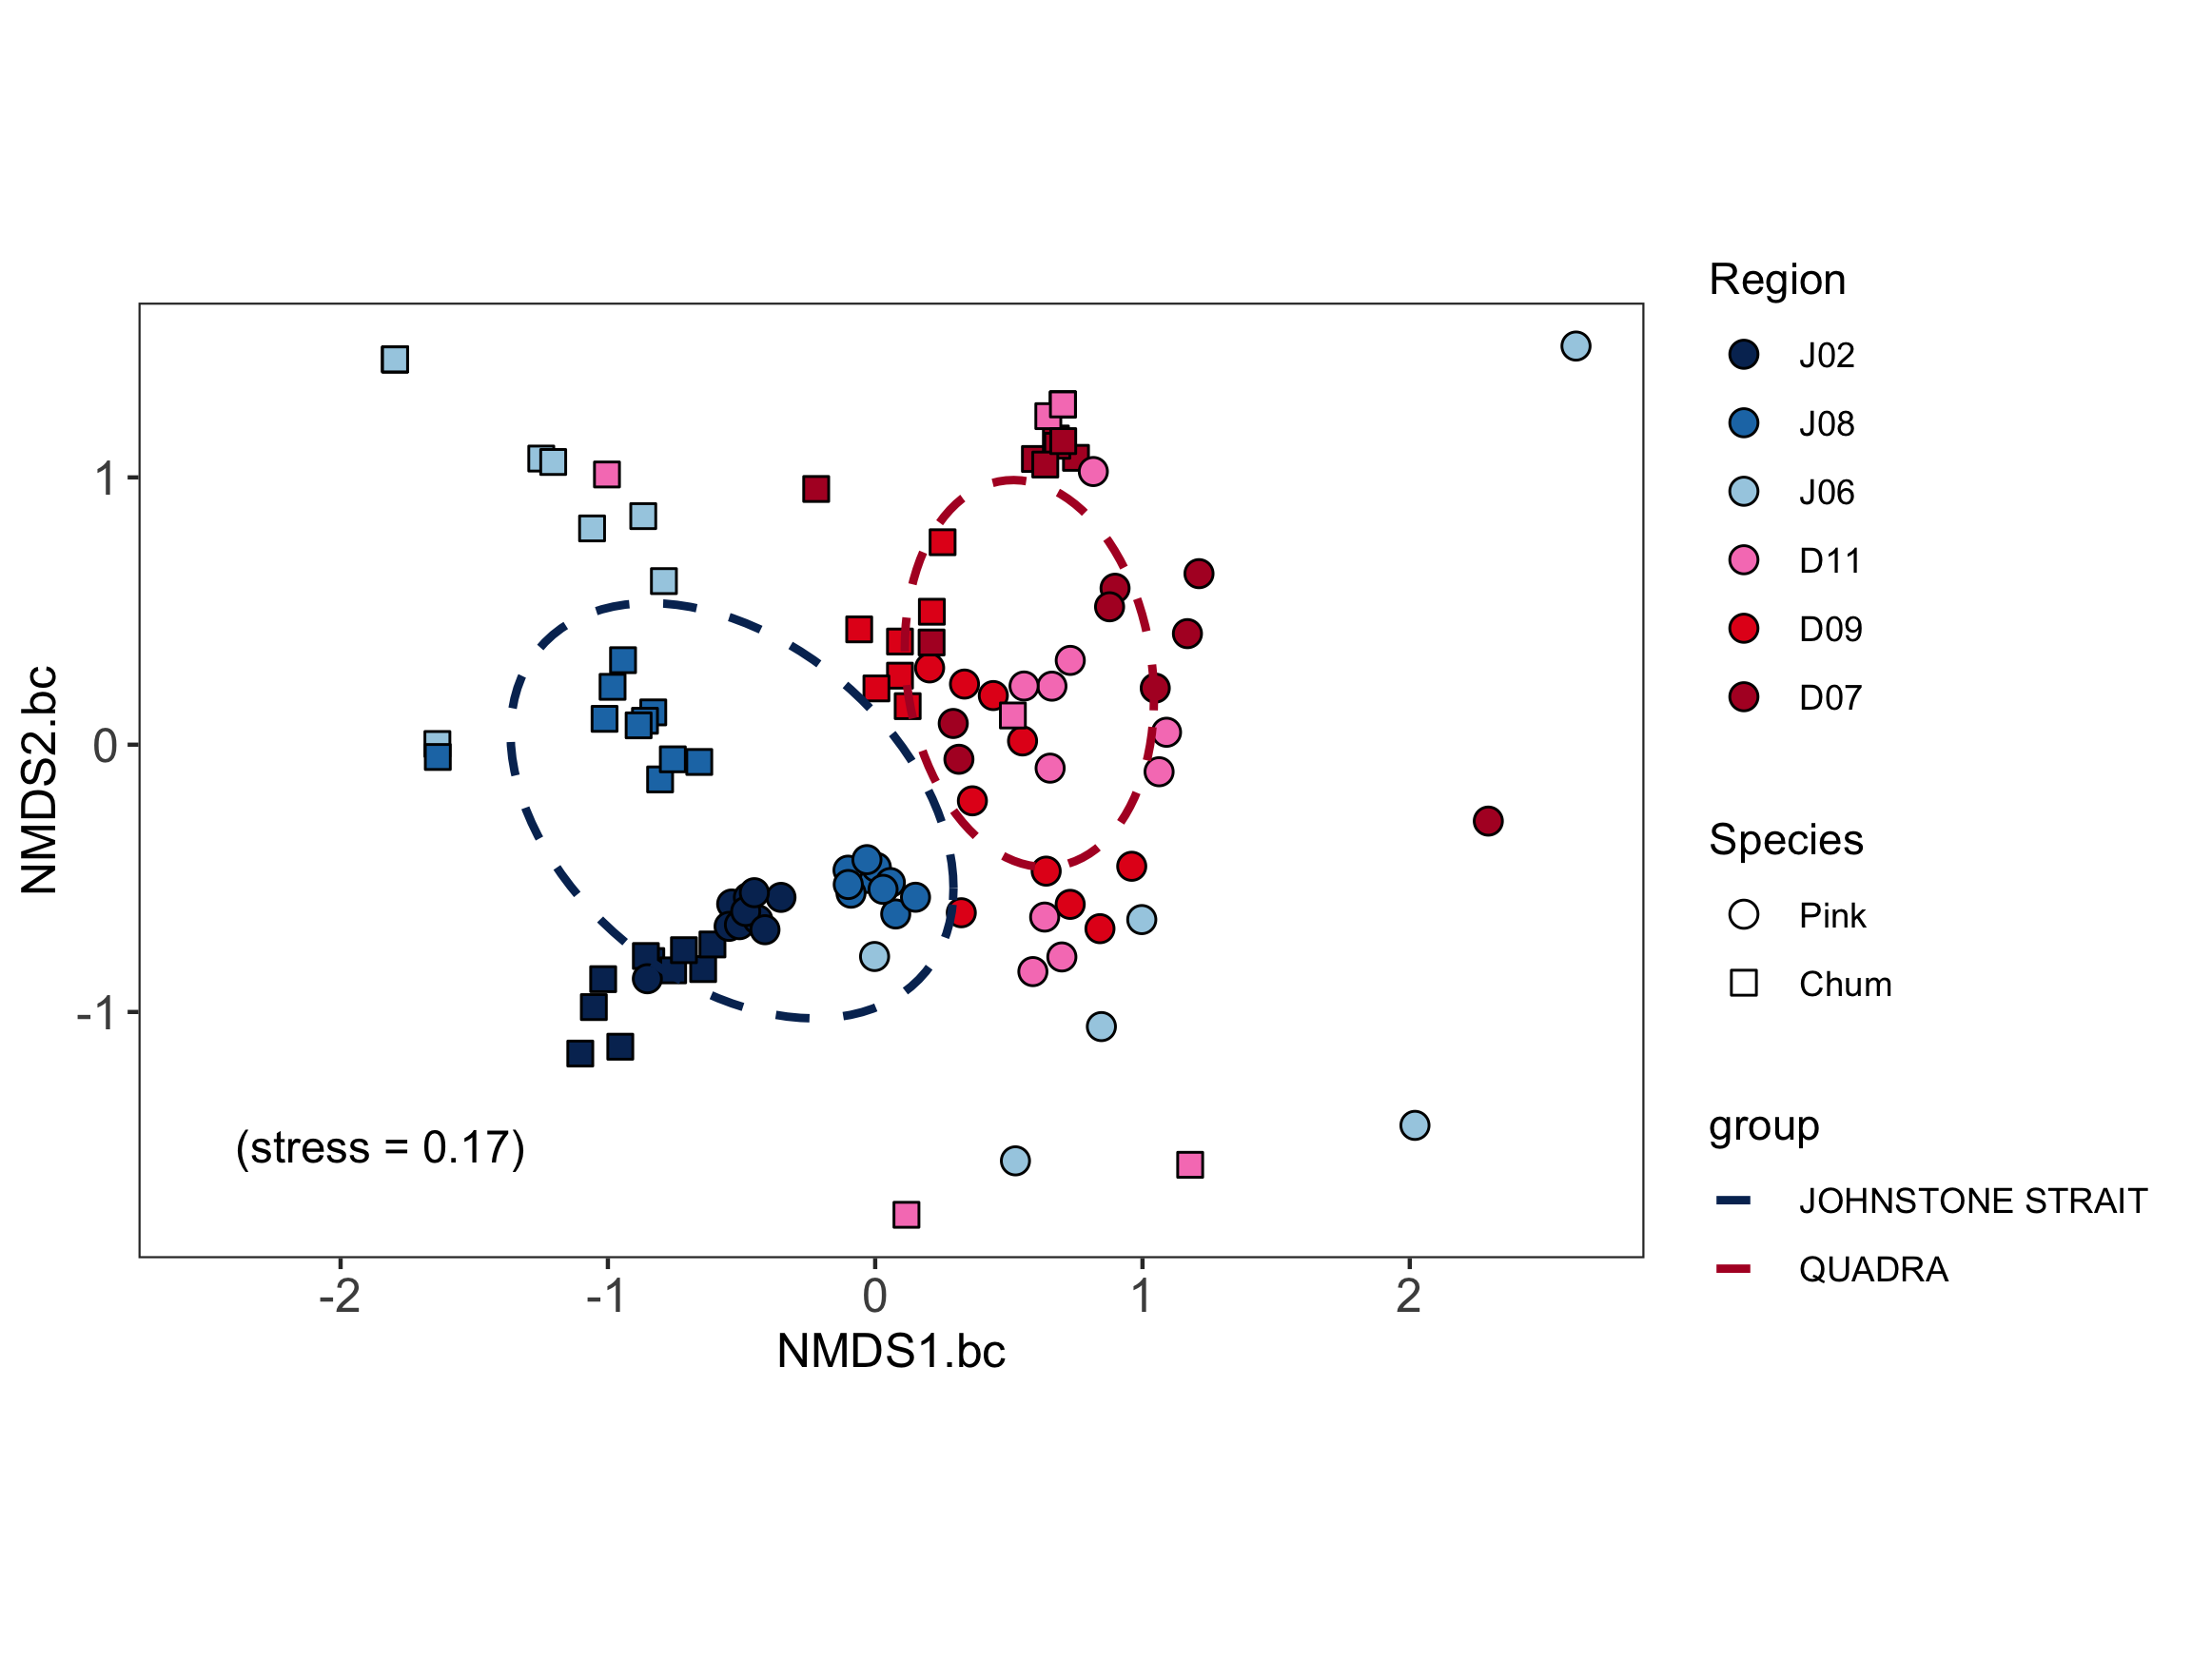 Region
J02
J08
J06
D11
D09
D07
Species
Pink
Chum
group
JOHNSTONE STRAIT
QUADRA
NMDS2.bc
1
0
-1
(stress = 0.17)
-2
-1
0
1
2
NMDS1.bc